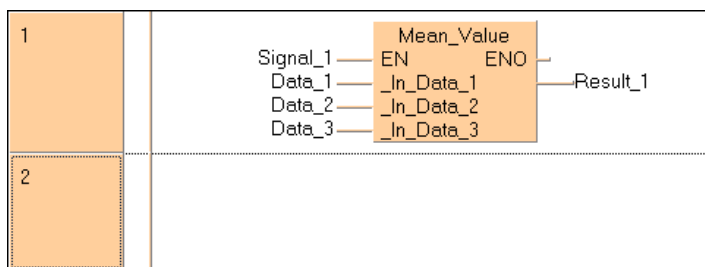 1
Mean_Value
Signal_1 EN ENO
Data_1 _In_Data_1 Result_1
Data_2 _In_Data_2
Data_3 _In_Data_3
2